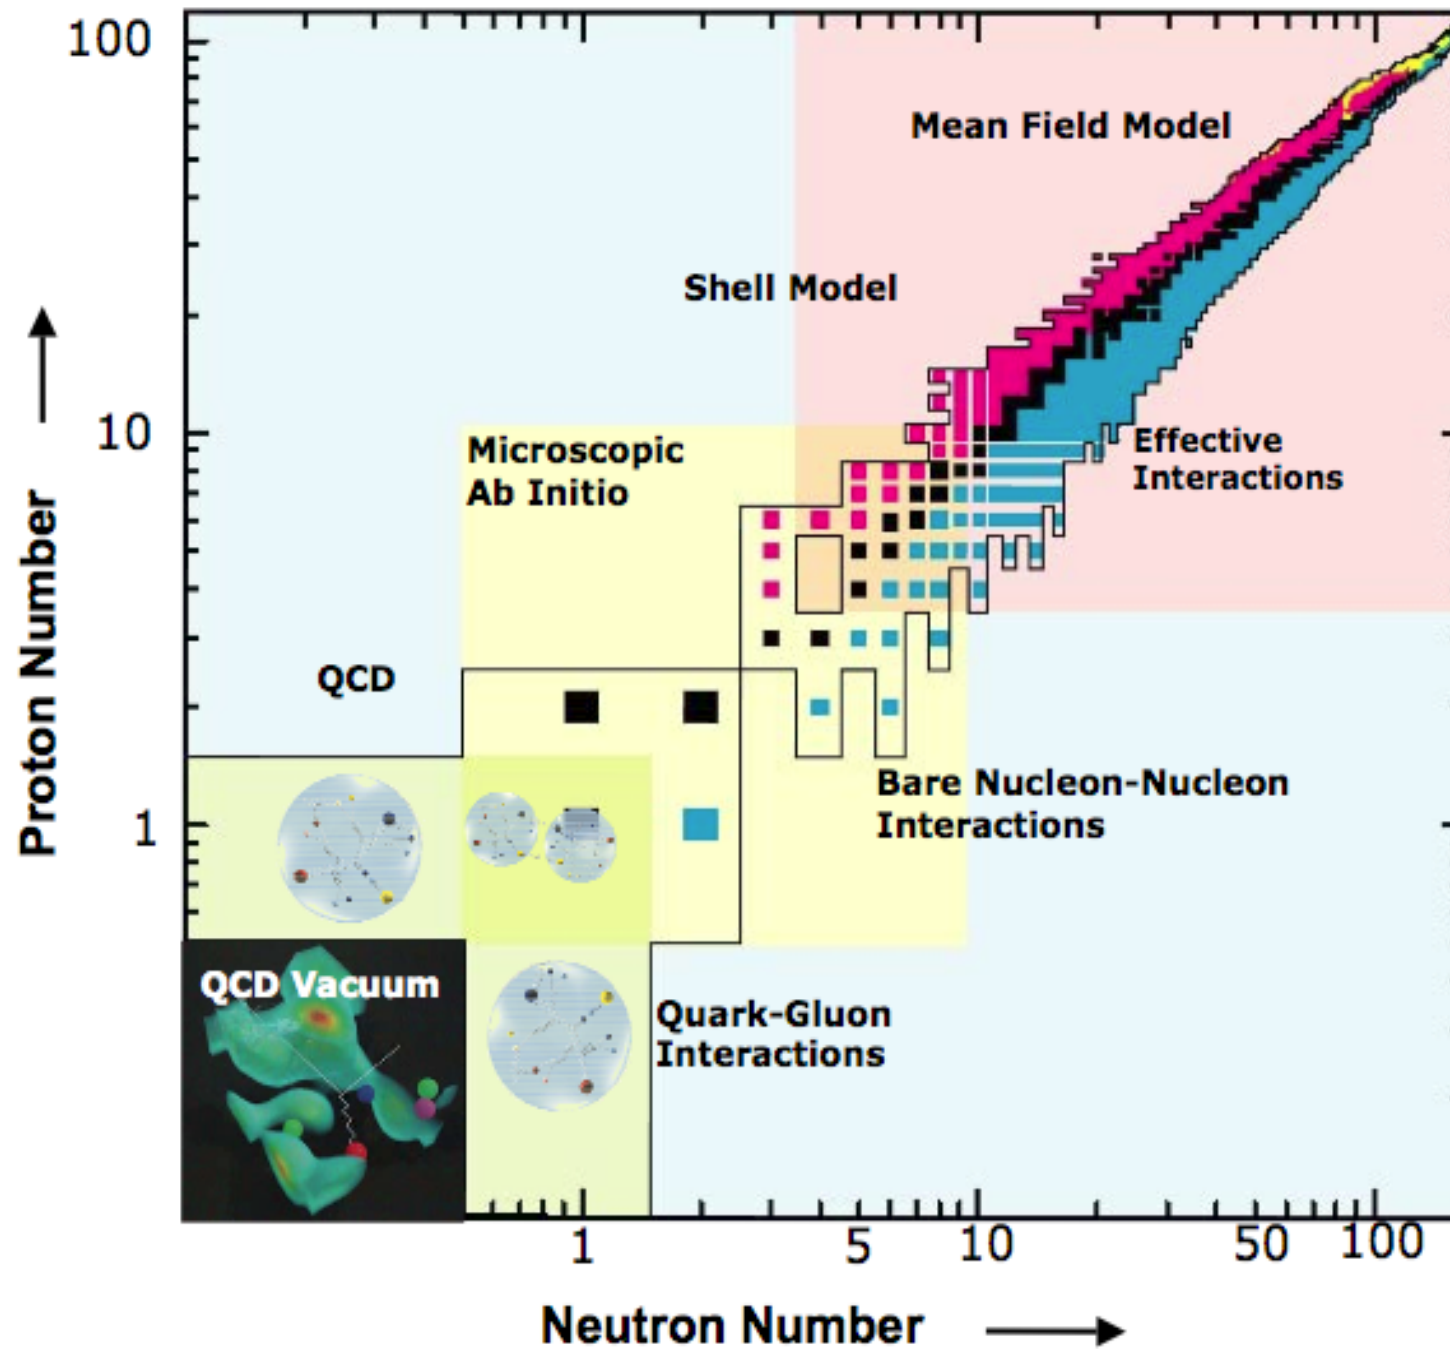 100
Mean Field Model
Shell Model
10
Effective
Interactions
Microscopic
Ab Initio
QCD
Bare Nucleon-Nucleon
Interactions
1
QCD Vacuum
Quark-Gluon
Interactions
Proton Number
1
5
10
50
100
Neutron Number